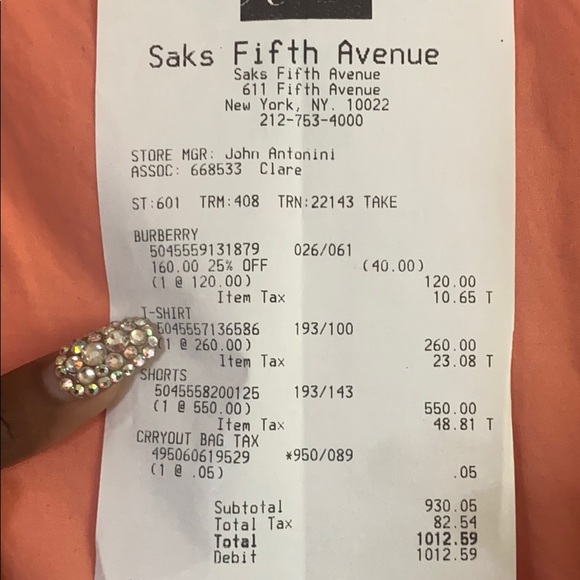 Saks Fifth Avenue
Saks Fifth Avenue
611 Fifth Avenue
New York, NY. 10022
212-753-4000
STORE MGR: John Antonini
ASSOC: 668533 Clare
ST:601 TRM:408 TRN:22143 TAKE
BURBERRY
5045559131879 026/061
160.00 25% OFF (40.00)
(1 @ 120.00) 120.00
Item Tax 10.65 T
T-SHIRT
5045557136586 193/100
(1 @ 260.00) 260.00
Item Tax 23.08 T
SHORTS
5045558200125 193/143
(1 @ 550.00) 550.00
Item Tax 48.81 T
CRRYOUT BAG TAX
495060619529 *950/089
(1 @ .05) .05
Subtotal 930.05
Total Tax 82.54
Total 1012.59
Debit 1012.59